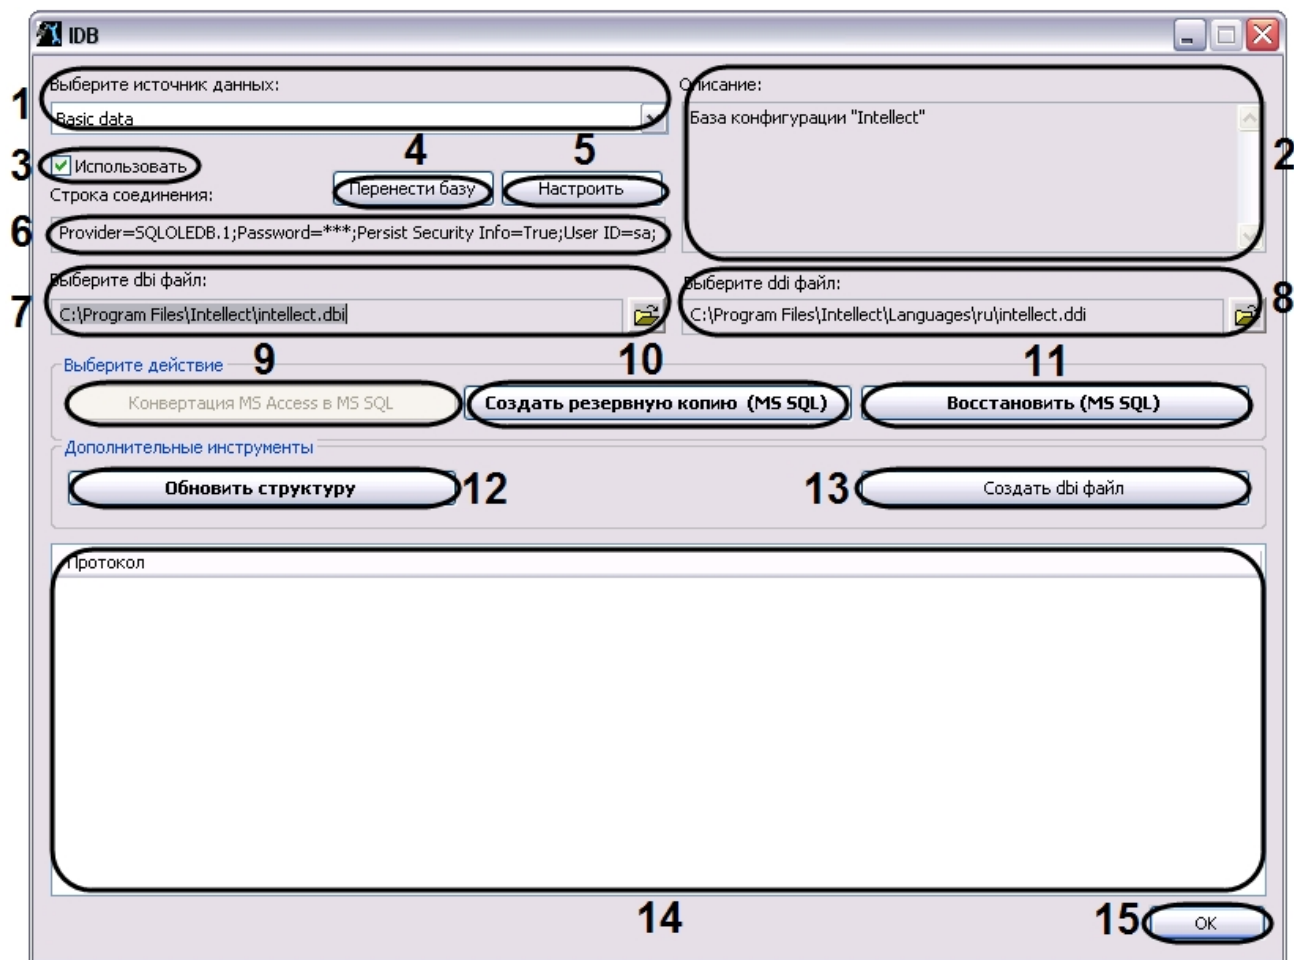 IDB
Выберите источник данных:
Описание:
1
Basic data
База конфигурации "Intellect"
2
3
Использовать
4
5
Перенести базу
Настроить
Строка соединения:
6
Provider=SQLOLEDB.1;Password=***;Persist Security Info=True;User ID=sa;
Выберите dbi файл:
Выберите ddi файл:
7
C:\Program Files\Intellect\intellect.dbi
C:\Program Files\Intellect\Languages\ru\intellect.ddi
8
Выберите действие
9
10
11
Конвертация MS Access в MS SQL
Создать резервную копию (MS SQL)
Восстановить (MS SQL)
Дополнительные инструменты
Обновить структуру
12
13
Создать dbi файл
Протокол
14
15
OK